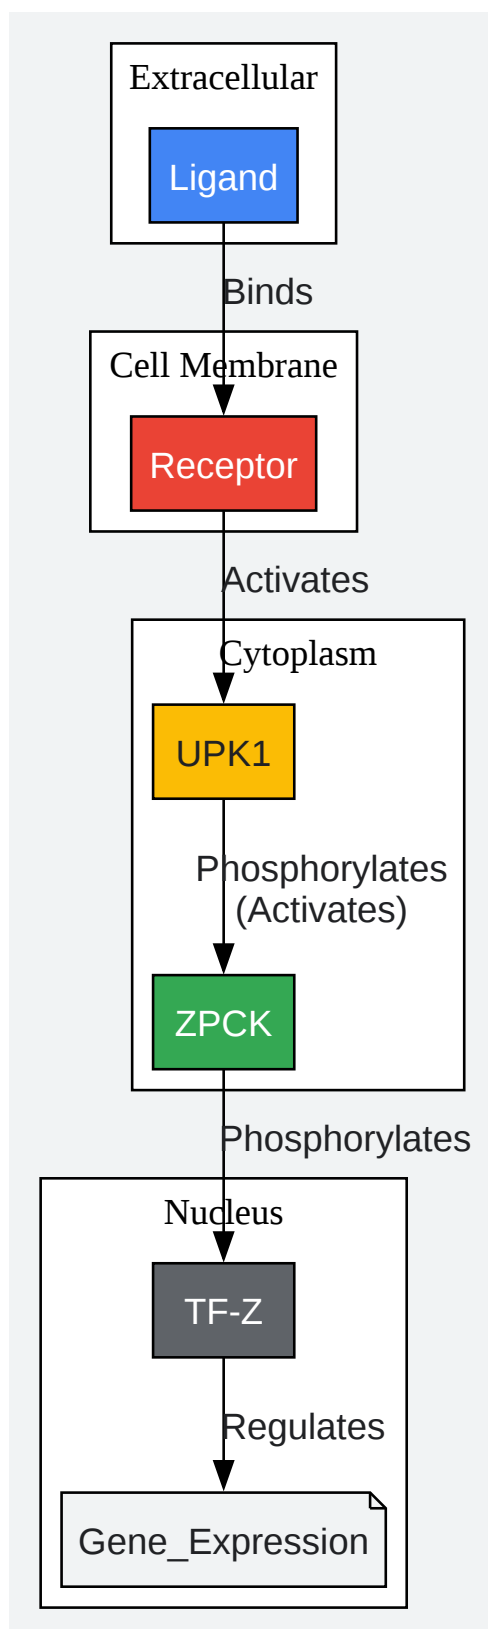 Extracellular
Ligand
Binds
Cell Membrane
Receptor
Activates
Cytoplasm
UPK1
Phosphorylates
(Activates)
ZPCK
Phosphorylates
Nucleus
TF-Z
Regulates
Gene_Expression